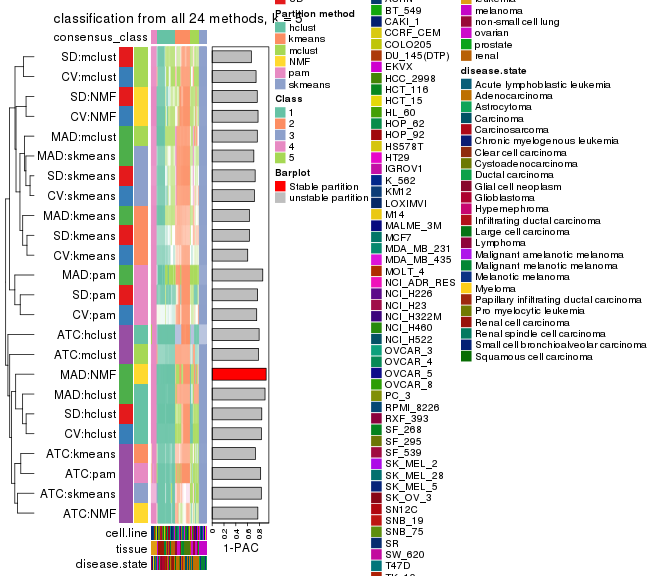 classification from all 24 methods, k = 5
consensus_class
SD:mclust
CV:mclust
SD:NMF
CV:NMF
MAD:mclust
MAD:skmeans
SD:skmeans
CV:skmeans
MAD:kmeans
SD:kmeans
CV:kmeans
MAD:pam
SD:pam
CV:pam
ATC:hclust
ATC:mclust
MAD:NMF
MAD:hclust
SD:hclust
CV:hclust
ATC:kmeans
ATC:pam
ATC:skmeans
ATC:NMF
cell.line
tissue
disease.state
0
0.2
0.4
0.6
0.8
1-PAC
Partition method
hclust
kmeans
mclust
NMF
pam
skmeans
Class
1
2
3
4
5
Barplot
Stable partition
unstable partition
BT_549
CAKI_1
CCRF_CEM
COLO205
DU_145(DTP)
EKVX
HCC_2998
HCT_116
HCT_15
HL_60
HOP_62
HOP_92
HS578T
HT29
IGROV1
K_562
KM12
LOXIMVI
M14
MALME_3M
MCF7
MDA_MB_231
MDA_MB_435
MOLT_4
NCI_ADR_RES
NCI_H226
NCI_H23
NCI_H322M
NCI_H460
NCI_H522
OVCAR_3
OVCAR_4
OVCAR_5
OVCAR_8
PC_3
RPMI_8226
RXF_393
SF_268
SF_295
SF_539
SK_MEL_2
SK_MEL_28
SK_MEL_5
SK_OV_3
SN12C
SNB_19
SNB_75
SR
SW_620
T47D
melanoma
non-small cell lung
ovarian
prostate
renal
disease.state
Acute lymphoblastic leukemia
Adenocarcinoma
Astrocytoma
Carcinoma
Carcinosarcoma
Chronic myelogenous leukemia
Clear cell carcinoma
Cystoadenocarcinoma
Ductal carcinoma
Glial cell neoplasm
Glioblastoma
Hypernephroma
Infiltrating ductal carcinoma
Large cell carcinoma
Lymphoma
Malignant amelanotic melanoma
Malignant melanotic melanoma
Melanotic melanoma
Myeloma
Papillary infiltrating ductal carcinoma
Pro myelocytic leukemia
Renal cell carcinoma
Renal spindle cell carcinoma
Small cell bronchioalveolar carcinoma
Squamous cell carcinoma